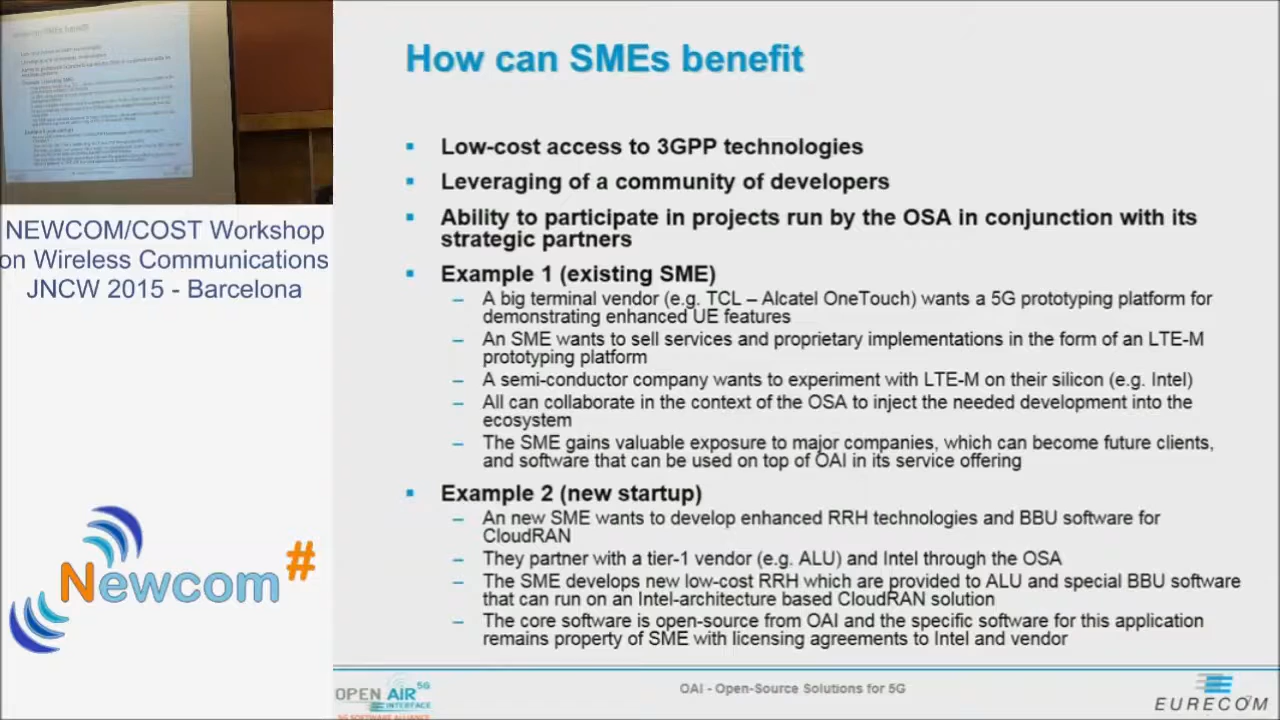 How can SMEs benefit
Low-cost access to 3GPP technologies
Leveraging of a community of developers
Ability to participate in projects run by the OSA in conjunction with its
strategic partners
Example 1 (existing SME)
– A big terminal vendor (e.g. TCL – Alcatel OneTouch) wants a 5G prototyping platform for
demonstrating enhanced UE features
– An SME wants to sell services and proprietary implementations in the form of an LTE-M
prototyping platform
– A semi-conductor company wants to experiment with LTE-M on their silicon (e.g. Intel)
– All can collaborate in the context of the OSA to inject the needed development into the
ecosystem
– The SME gains valuable exposure to major companies, which can become future clients,
and software that can be used on top of OAI in its service offering
Example 2 (new startup)
– An new SME wants to develop enhanced RRH technologies and BBU software for
CloudRAN
– They partner with a tier-1 vendor (e.g. ALU) and Intel through the OSA
– The SME develops new low-cost RRH which are provided to ALU and special BBU software
that can run on an Intel-architecture based CloudRAN solution
– The core software is open-source from OAI and the specific software for this application
remains property of SME with licensing agreements to Intel and vendor
NEWCOM/COST Workshop
on Wireless Communications
JNCW 2015 - Barcelona
Newcom#
OPEN AIR 5G
INTERFACE
5G SOFTWARE ALLIANCE
OAI - Open-Source Solutions for 5G
EURECOM